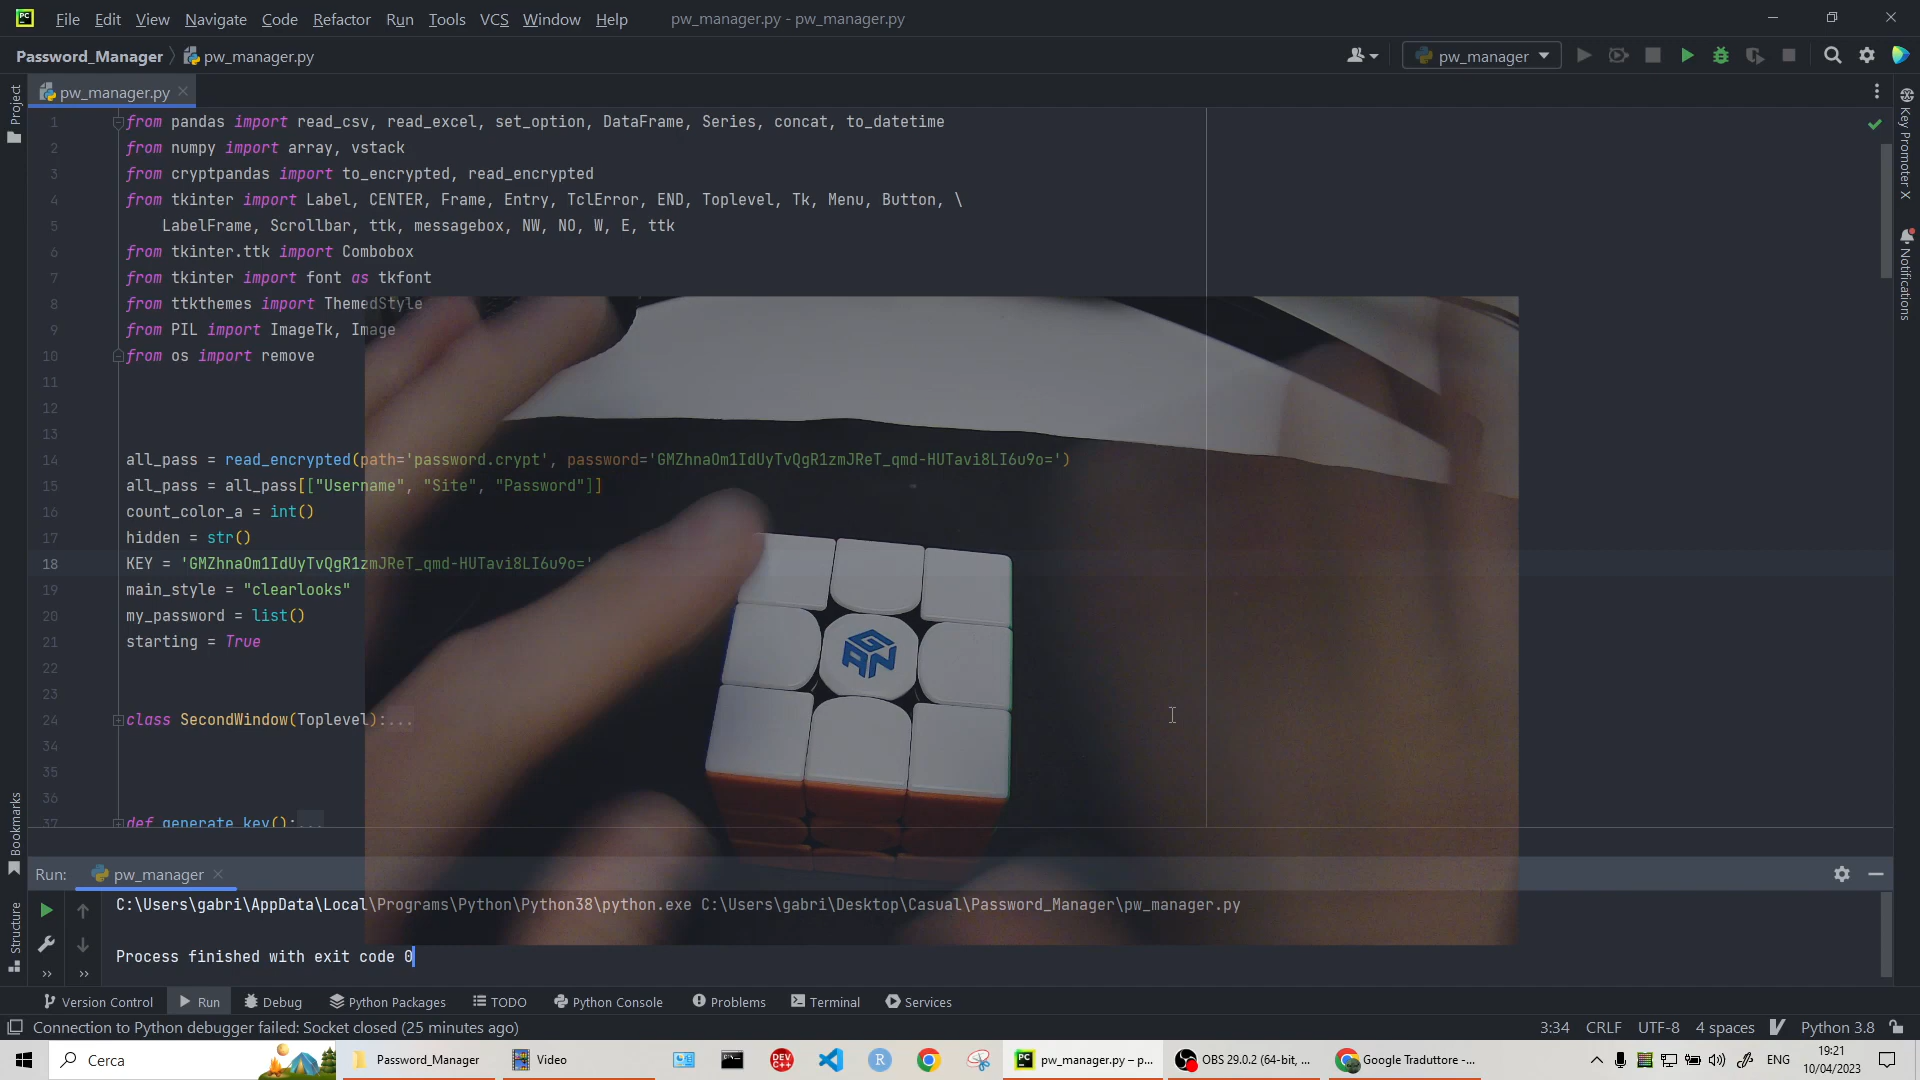 File Edit View Navigate Code Refactor Run Tools VCS Window Help pw_manager.py - pw_manager.py
Password_Manager pw_manager.py pw_manager
pw_manager.py
Project
Key Promoter X
Notifications
1 from pandas import read_csv, read_excel, set_option, DataFrame, Series, concat, to_datetime
2 from numpy import array, vstack
3 from cryptpandas import to_encrypted, read_encrypted
4 from tkinter import Label, CENTER, Frame, Entry, TclError, END, Toplevel, Tk, Menu, Button, \
5 LabelFrame, Scrollbar, ttk, messagebox, NW, NO, W, E, ttk
6 from tkinter.ttk import Combobox
7 from tkinter import font as tkfont
8 from ttkthemes import ThemedStyle
9 from PIL import ImageTk, Image
10 from os import remove
11
12
13
14 all_pass = read_encrypted(path='password.crypt', password='GMZhnaOm1IdUyTvQgR1zmJReT_qmd-HUTavi8LI6u9o=')
15 all_pass = all_pass[["Username", "Site", "Password"]]
16 count_color_a = int()
17 hidden = str()
18 KEY = 'GMZhnaOm1IdUyTvQgR1zmJReT_qmd-HUTavi8LI6u9o='
19 main_style = "clearlooks"
20 my_password = list()
21 starting = True
22
23
24 class SecondWindow(Toplevel):...
34
35
36
37 def generate_key():...
GAN
Bookmarks
Structure
Run: pw_manager
C:\Users\gabri\AppData\Local\Programs\Python\Python38\python.exe C:\Users\gabri\Desktop\Casual\Password_Manager\pw_manager.py
Process finished with exit code 0
Version Control Run Debug Python Packages TODO Python Console Problems Terminal Services
Connection to Python debugger failed: Socket closed (25 minutes ago) 3:34 CRLF UTF-8 4 spaces Python 3.8
Cerca Password_Manager Video DEV C++ R pw_manager.py – p... OBS 29.0.2 (64-bit, ... Google Traduttore -... ENG 19:21
10/04/2023